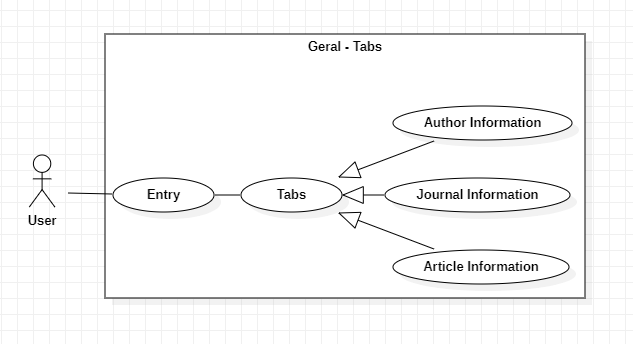 Geral - Tabs
Author Information
Entry
Tabs
Journal Information
User
Article Information